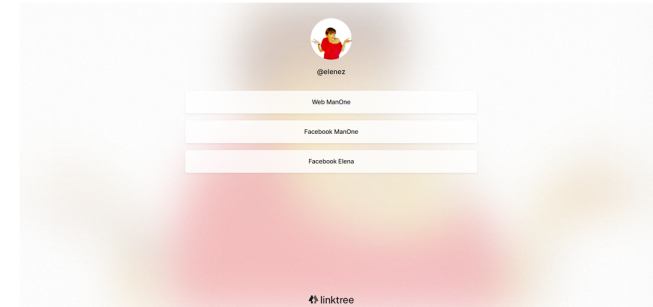 @elenez
Web ManOne
Facebook ManOne
Facebook Elena
linktree